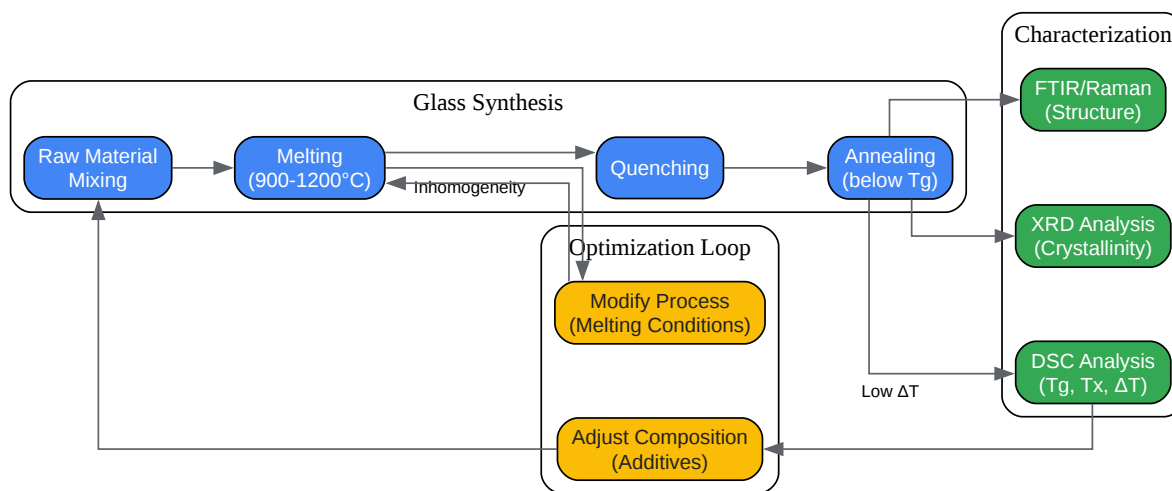 Characterization
FTIR/Raman
(Structure)
Glass Synthesis
Raw Material
Mixing
Melting
(900-1200°C)
Quenching
Annealing
(below Tg)
Inhomogeneity
XRD Analysis
(Crystallinity)
Optimization Loop
Modify Process
(Melting Conditions)
DSC Analysis
(Tg, Tx, ΔT)
Low ΔT
Adjust Composition
(Additives)